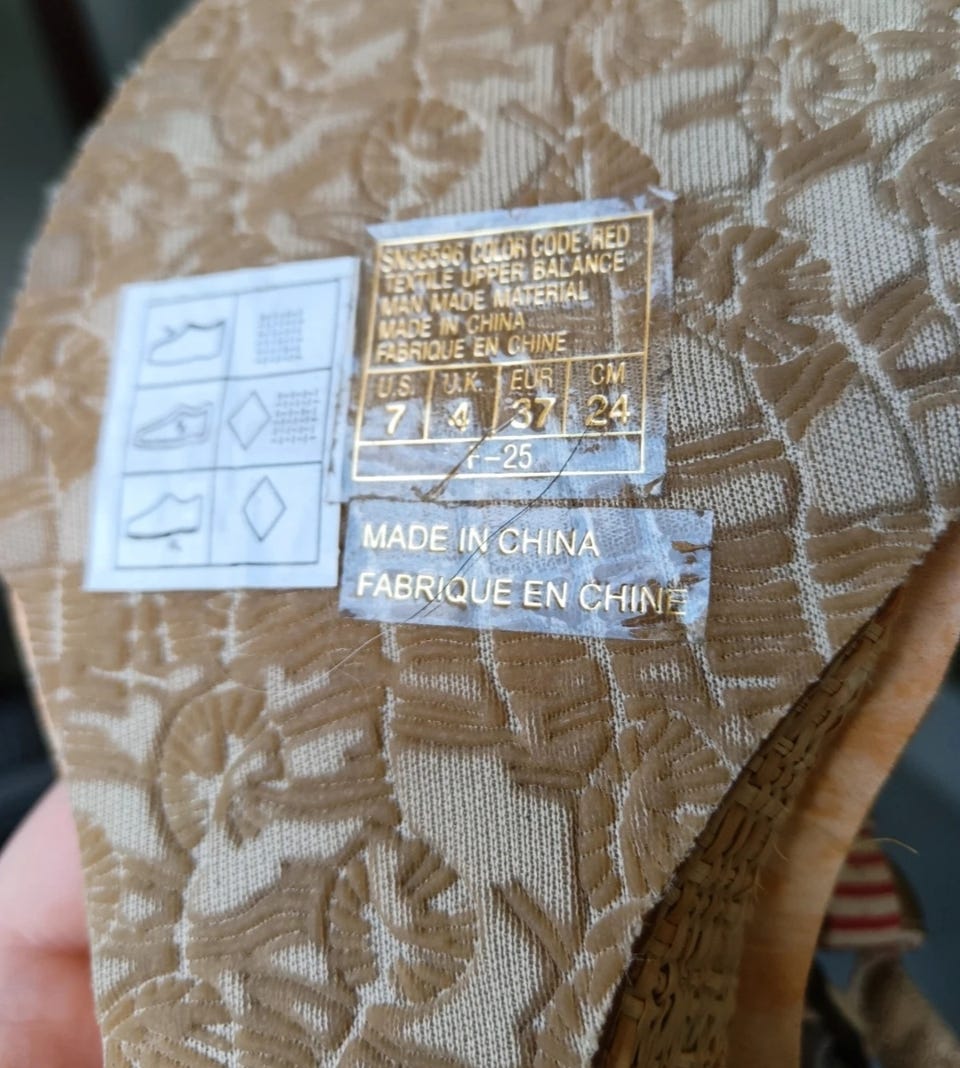 SN36596 COLOR CODE:RED
TEXTILE UPPER BALANCE
MAN MADE MATERIAL
MADE IN CHINA
FABRIQUE EN CHINE
U.S. U.K. EUR CM
7 4 37 24
F-25
MADE IN CHINA
FABRIQUE EN CHINE